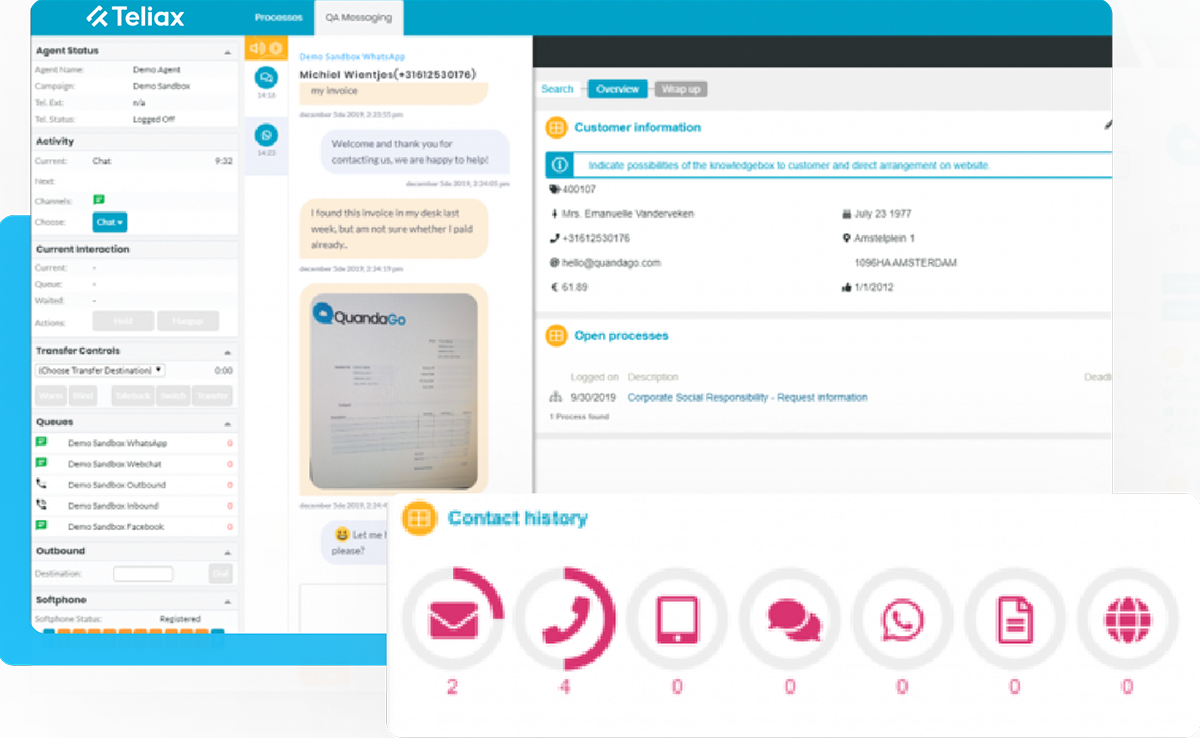 Teliax
Processes
QA Messaging
Agent Status
Agent Name: Demo Agent
Campaign: Demo Sandbox
Tel. Ext: n/a
Tel. Status: Logged Off
Activity
Current: Chat 9:32
Next:
Channels:
Choose: Chat
Current Interaction
Current: -
Queue: -
Waited: -
Actions: Hold
Transfer Controls
(Choose Transfer Destination) 0:00
Warm Blind Switch Transfer
Queues
Demo Sandbox WhatsApp 0
Demo Sandbox Webchat 0
Demo Sandbox Outbound 0
Demo Sandbox Inbound 0
Demo Sandbox Facebook 0
Outbound
Destination: Dial
Softphone
Softphone Status: Registered
14:18
14:23
Demo Sandbox WhatsApp
Michiel Wientjes(+31612530176)
my invoice
december 5de 2019, 2:23:55 pm
Welcome and thank you for
contacting us, we are happy to help!
december 5de 2019, 2:24:05 pm
I found this invoice in my desk last
week, but am not sure whether I paid
already..
december 5de 2019, 2:24:19 pm
QuandaGo
december 5de 2019, 2:24:4
Let me
please?
Search Overview Wrap up
Customer information
Indicate possibilities of the knowledgebox to customer and direct arrangement on website.
400107
Mrs. Emanuelle Vanderveken July 23 1977
+31612530176 Amstelplein 1
hello@quandago.com 1096HA AMSTERDAM
€ 61.89 1/1/2012
Open processes
Logged on Description Deadli
9/30/2019 Corporate Social Responsibility - Request information
1 Process found
Contact history
2 4 0 0 0 0 0